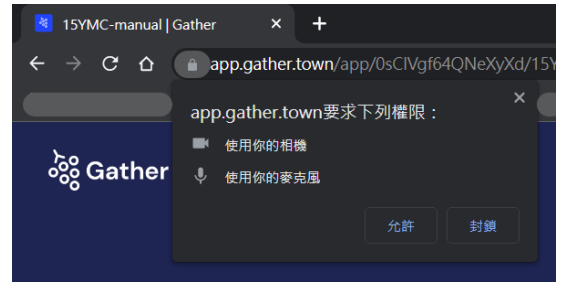 15YMC-manual | Gather
app.gather.town/app/0sClVgf64QNeXyXd/15Y
app.gather.town要求下列權限：
使用你的相機
使用你的麥克風
Gather
允許
封鎖